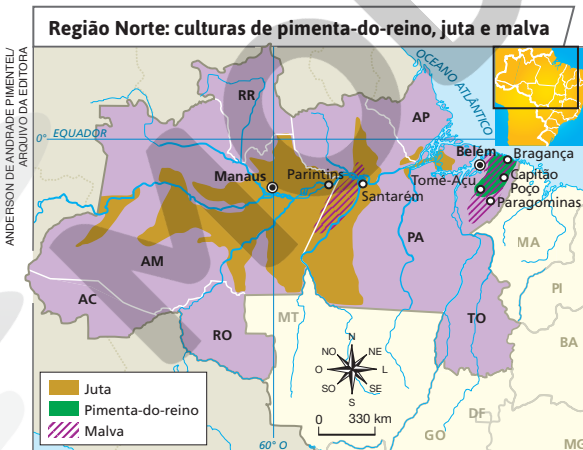 Região Norte: culturas de pimenta-do-reino, juta e malva
ANDERSON DE ANDRADE PIMENTEL/
ARQUIVO DA EDITORA
OCEANO ATLÂNTICO
RR
AP
0° EQUADOR
Belém
Bragança
Manaus
Parintins
Capitão
Poço
Tomé-Açu
Santarém
Paragominas
PA
MA
AM
PI
AC
MT
TO
RO
BA
N
NO
NE
O
L
SO
SE
S
Juta
Pimenta-do-reino
Malva
0 330 km
DF
GO
60° O
MG